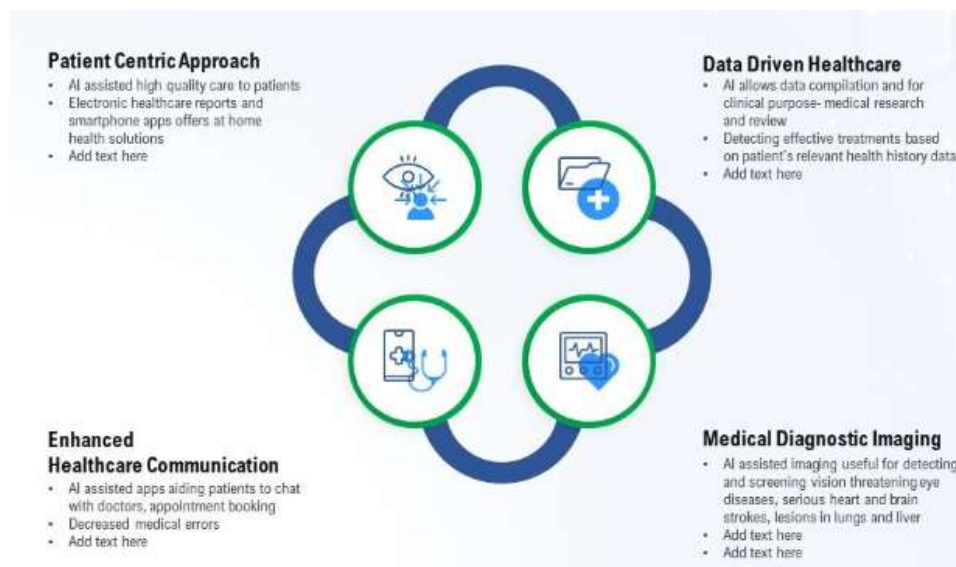 Patient Centric Approach
• AI assisted high quality care to patients
• Electronic healthcare reports and
smartphone apps offers at home
health solutions
• Add text here
Data Driven Healthcare
• AI allows data compilation and for
clinical purpose- medical research
and review
• Detecting effective treatments based
on patient's relevant health history data
• Add text here
Enhanced
Healthcare Communication
• AI assisted apps aiding patients to chat
with doctors, appointment booking
• Decreased medical errors
• Add text here
Medical Diagnostic Imaging
• AI assisted imaging useful for detecting
and screening vision threatening eye
diseases, serious heart and brain
strokes, lesions in lungs and liver
• Add text here
• Add text here